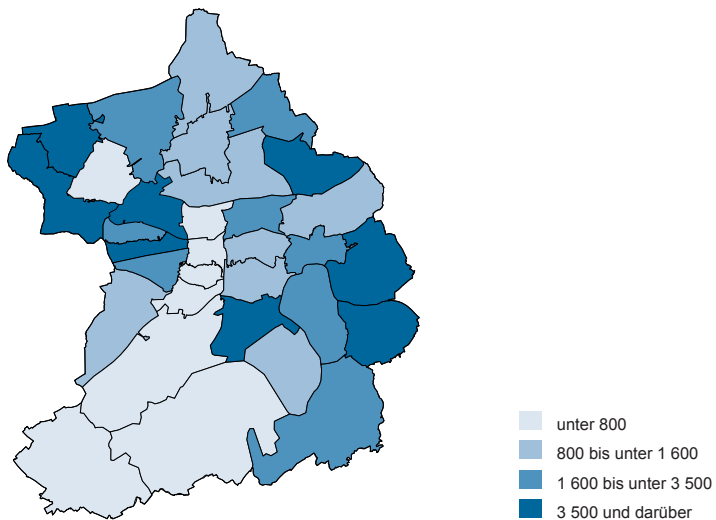 unter 800
800 bis unter 1 600
1 600 bis unter 3 500
3 500 und darüber